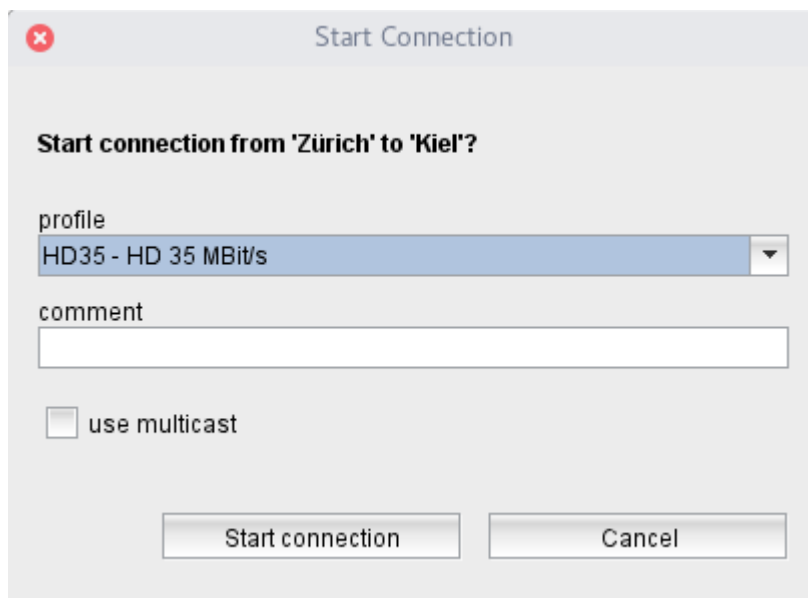 Start Connection
Start connection from 'Zürich' to 'Kiel'?
profile
HD35 - HD 35 MBit/s
comment
use multicast
Start connection
Cancel